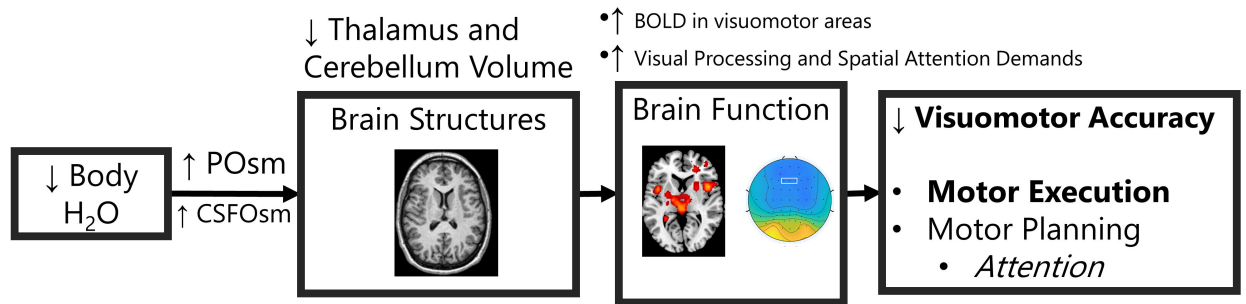 ↓ Body
H₂O
↑ POsm
↑ CSFOsm
↓ Thalamus and
Cerebellum Volume
Brain Structures
•↑ BOLD in visuomotor areas
•↑ Visual Processing and Spatial Attention Demands
Brain Function
↓ Visuomotor Accuracy
• Motor Execution
• Motor Planning
• Attention